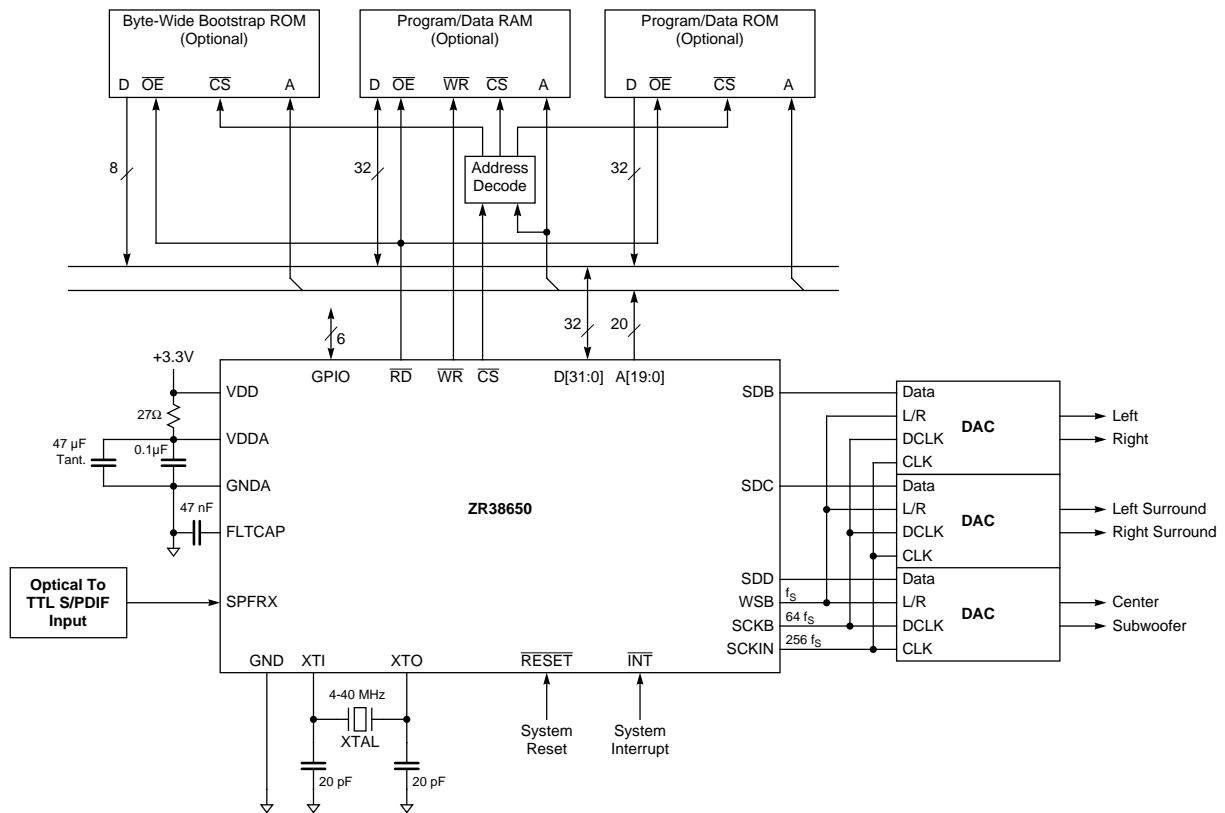 Byte-Wide Bootstrap ROM
(Optional)
D OE CS A
Program/Data RAM
(Optional)
D OE WR CS A
Program/Data ROM
(Optional)
D OE CS A
8
32
Address
Decode
32
6
32
20
+3.3V
GPIO RD WR CS D[31:0] A[19:0]
VDD
27Ω
VDDA
47 µF
Tant.
0.1µF
GNDA
47 nF
FLTCAP
ZR38650
Optical To
TTL S/PDIF
Input
SPFRX
GND XTI XTO RESET INT
4-40 MHz
XTAL
20 pF
20 pF
System
Reset
System
Interrupt
SDB
SDC
SDD
WSB
SCKB
SCKIN
fS
64 fS
256 fS
Data
L/R
DCLK
CLK
DAC
Left
Right
Data
L/R
DCLK
CLK
DAC
Left Surround
Right Surround
Data
L/R
DCLK
CLK
DAC
Center
Subwoofer